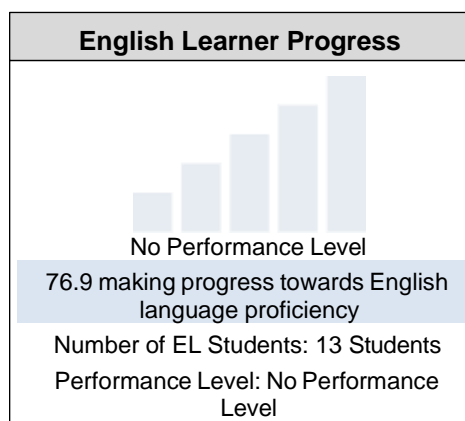 English Learner Progress
No Performance Level
76.9 making progress towards English
language proficiency
Number of EL Students: 13 Students
Performance Level: No Performance
Level